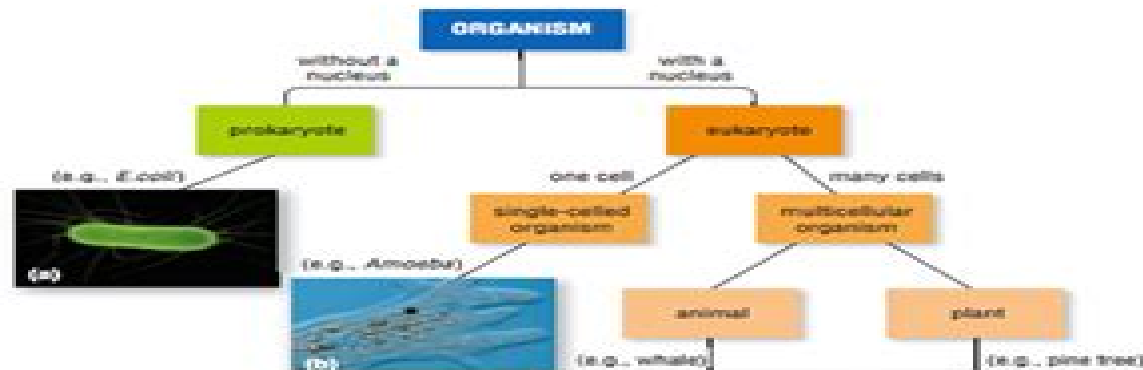 ORGANISM
without a
nucleus
with a
nucleus
prokaryote
eukaryote
(e.g., E.coli)
one cell
many cells
single-celled
organism
multicellular
organism
(a)
(e.g., Amoeba)
animal
plant
(b)
(e.g., whale)
(e.g., pine tree)